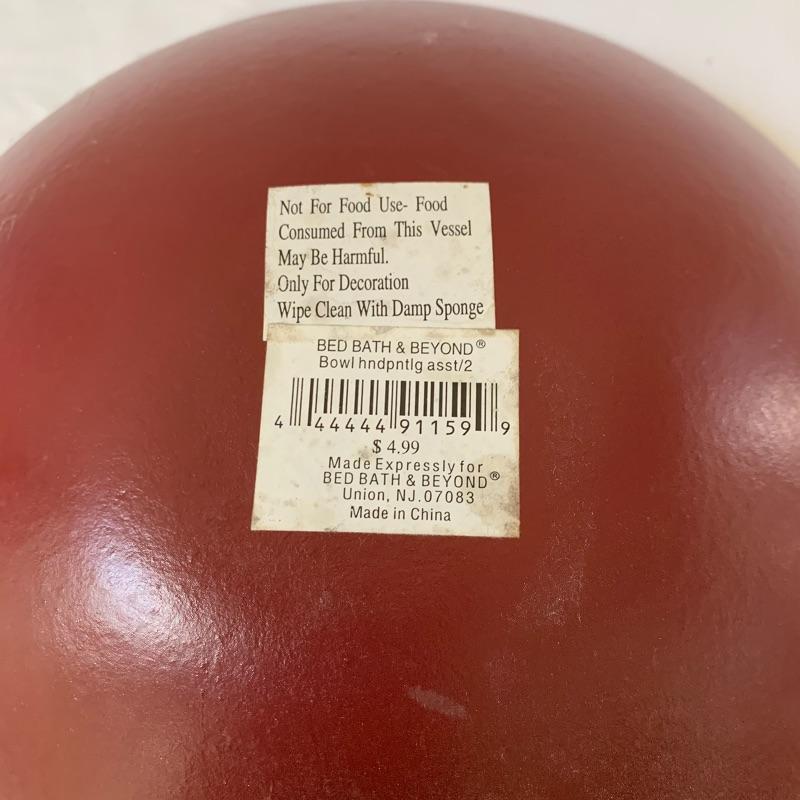 Not For Food Use- Food
Consumed From This Vessel
May Be Harmful.
Only For Decoration
Wipe Clean With Damp Sponge
BED BATH & BEYOND®
Bowl hndpntlg asst/2
4 44444 91159 9
$ 4.99
Made Expressly for
BED BATH & BEYOND®
Union, NJ. 07083
Made in China